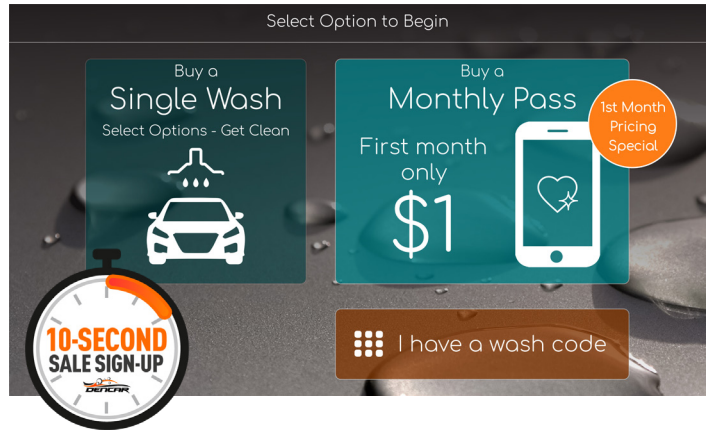 Select Option to Begin
Buy a
Single Wash
Select Options - Get Clean
Buy a
Monthly Pass
First month
only
$1
1st Month
Pricing
Special
I have a wash code
10-SECOND
SALE SIGN-UP
DENCAR